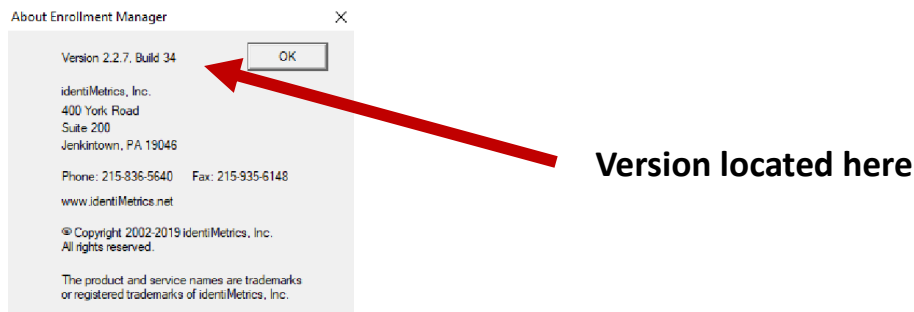 About Enrollment Manager
Version 2.2.7, Build 34
OK
identiMetrics, Inc.
400 York Road
Suite 200
Jenkintown, PA 19046
Phone: 215-836-5640 Fax: 215-935-6148
www.identiMetrics.net
© Copyright 2002-2019 identiMetrics, Inc.
All rights reserved.
The product and service names are trademarks
or registered trademarks of identiMetrics, Inc.
Version located here